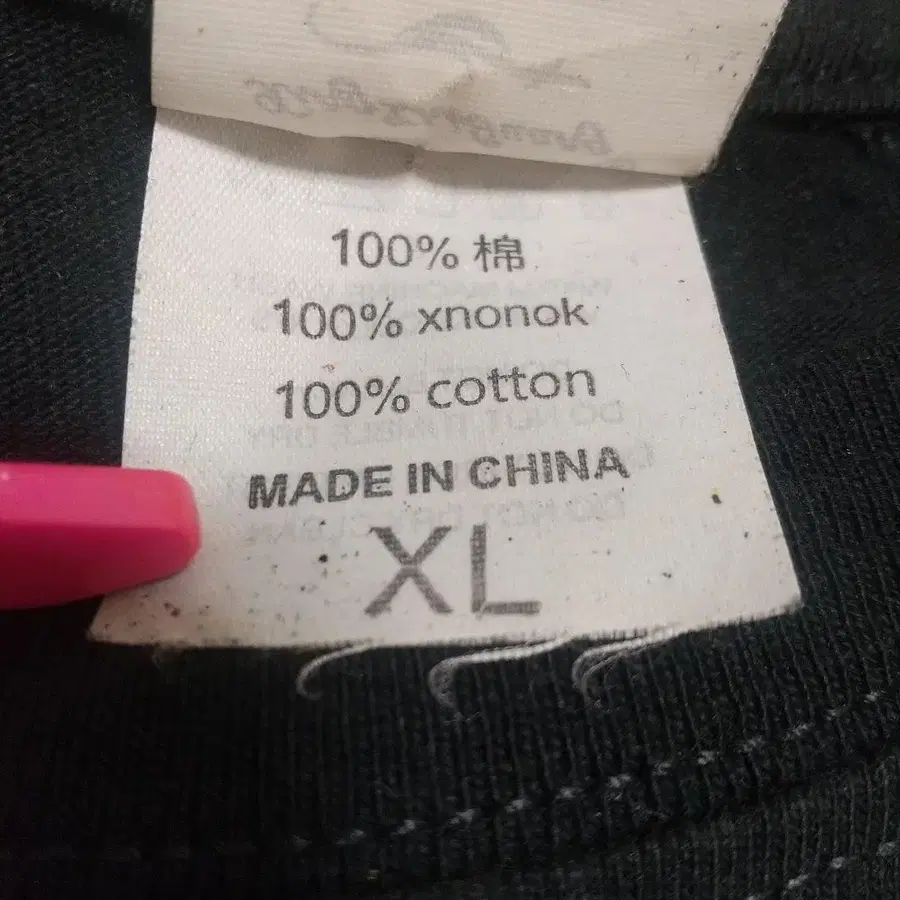 100% 棉
100% xnonok
100% cotton
MADE IN CHINA
XL